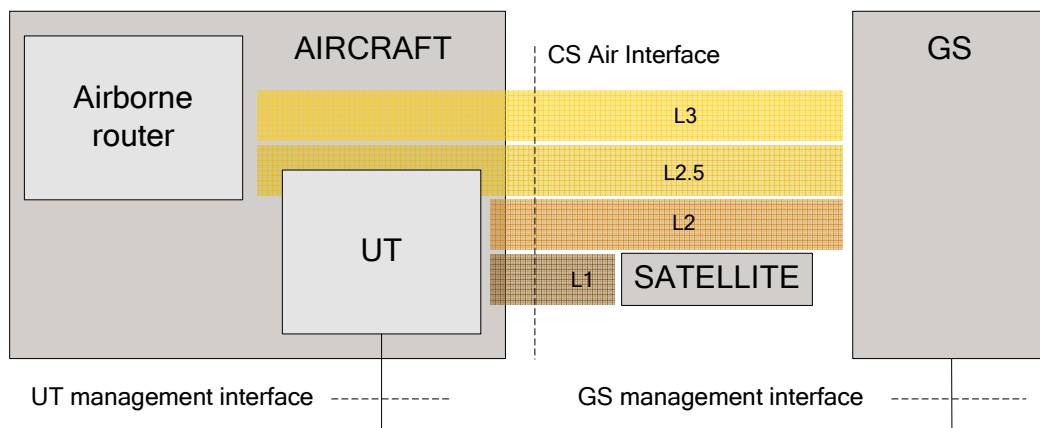 AIRCRAFT
GS
CS Air Interface
Airborne
router
L3
L2.5
UT
L2
L1
SATELLITE
UT management interface
GS management interface